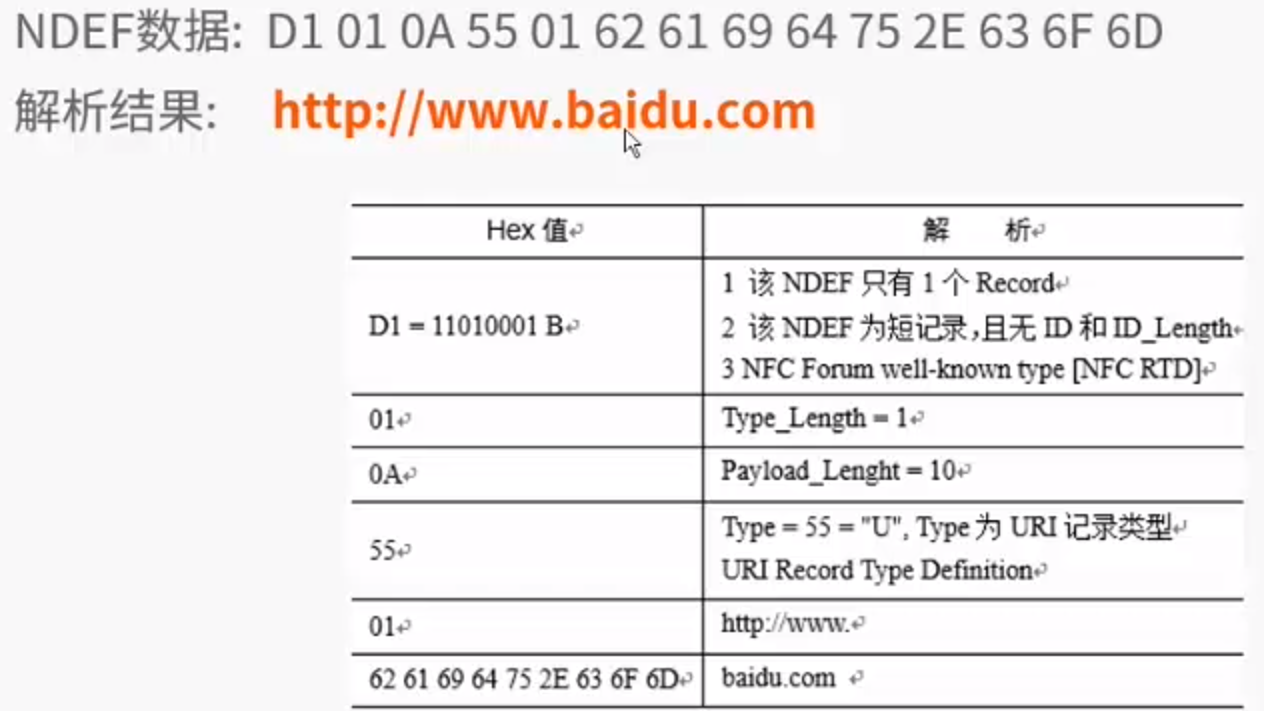 NDEF数据: D1 01 0A 55 01 62 61 69 64 75 2E 63 6F 6D
解析结果: http://www.baidu.com
Hex 值 解 析
D1 = 11010001 B
1 该 NDEF 只有 1 个 Record
2 该 NDEF 为短记录,且无 ID 和 ID_Length
3 NFC Forum well-known type [NFC RTD]
01 Type_Length = 1
0A Payload_Lenght = 10
55
Type = 55 = "U", Type 为 URI 记录类型
URI Record Type Definition
01 http://www.
62 61 69 64 75 2E 63 6F 6D baidu.com